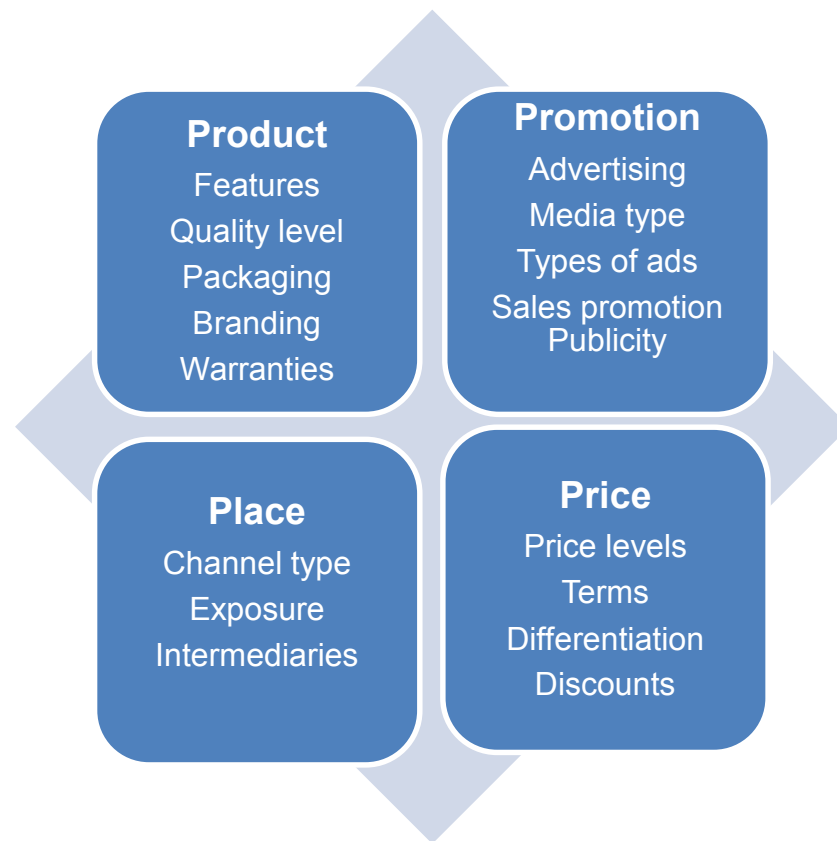 Product
Features
Quality level
Packaging
Branding
Warranties
Promotion
Advertising
Media type
Types of ads
Sales promotion
Publicity
Place
Channel type
Exposure
Intermediaries
Price
Price levels
Terms
Differentiation
Discounts